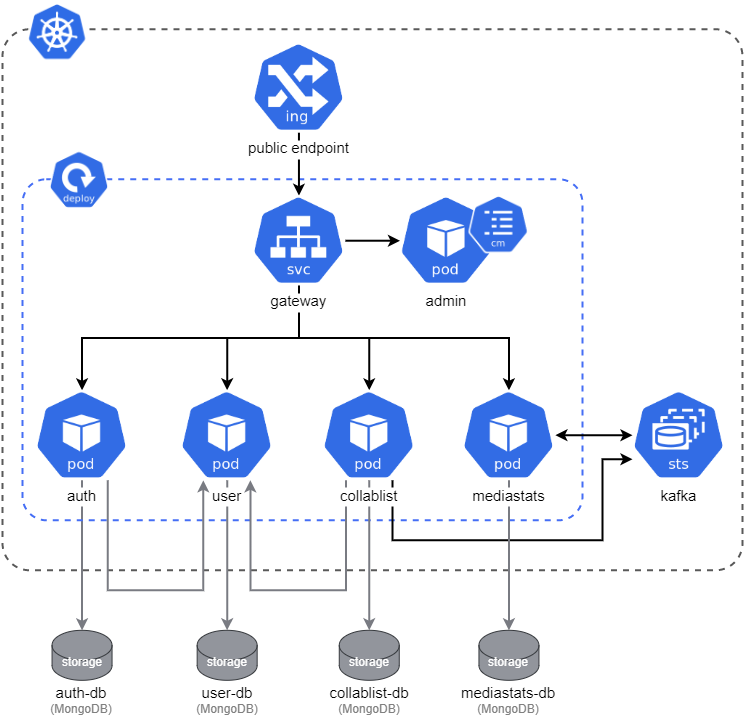 ing
public endpoint
deploy
svc
gateway
pod
cm
admin
pod
auth
pod
user
pod
collablist
pod
mediastats
sts
kafka
storage
auth-db
(MongoDB)
storage
user-db
(MongoDB)
storage
collablist-db
(MongoDB)
storage
mediastats-db
(MongoDB)